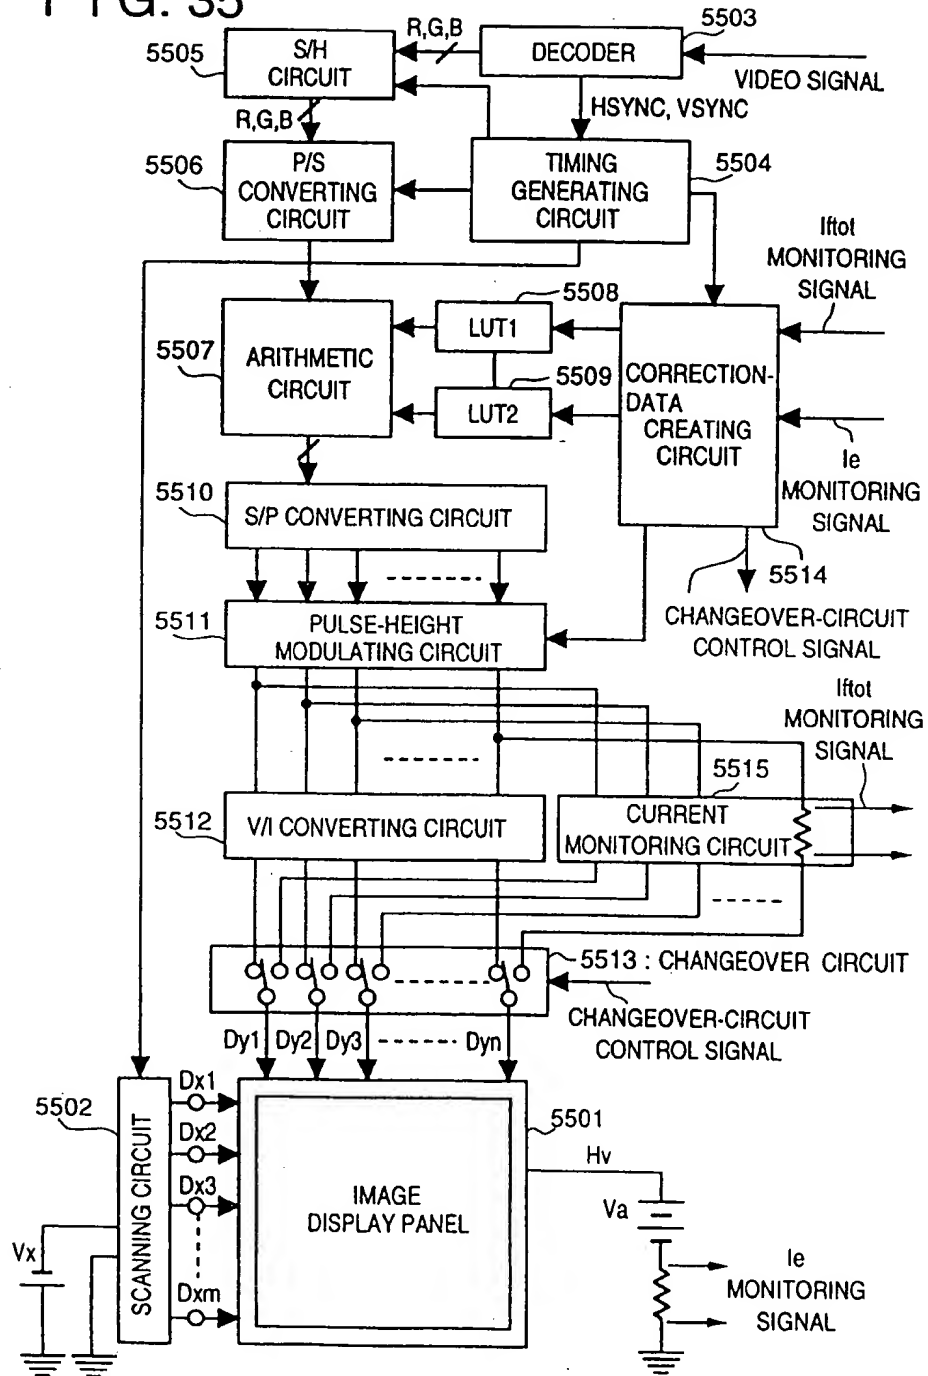 FIG. 35
5503
5505
S/H
CIRCUIT
R,G,B
DECODER
VIDEO SIGNAL
R,G,B
HSYNC, VSYNC
5506
P/S
CONVERTING
CIRCUIT
TIMING
GENERATING
CIRCUIT
5504
Iftot
MONITORING
SIGNAL
5507
ARITHMETIC
CIRCUIT
5508
LUT1
5509
LUT2
CORRECTION-
DATA
CREATING
CIRCUIT
Ie
MONITORING
SIGNAL
5510
S/P CONVERTING CIRCUIT
5514
CHANGEOVER-CIRCUIT
CONTROL SIGNAL
5511
PULSE-HEIGHT
MODULATING CIRCUIT
Iftot
MONITORING
SIGNAL
5515
5512
V/I CONVERTING CIRCUIT
CURRENT
MONITORING CIRCUIT
5513 : CHANGEOVER CIRCUIT
CHANGEOVER-CIRCUIT
CONTROL SIGNAL
Dy1 Dy2 Dy3 Dyn
5502
SCANNING CIRCUIT
Dx1
Dx2
Dx3
Dxm
Vx
IMAGE
DISPLAY PANEL
5501
Hv
Va
Ie
MONITORING
SIGNAL